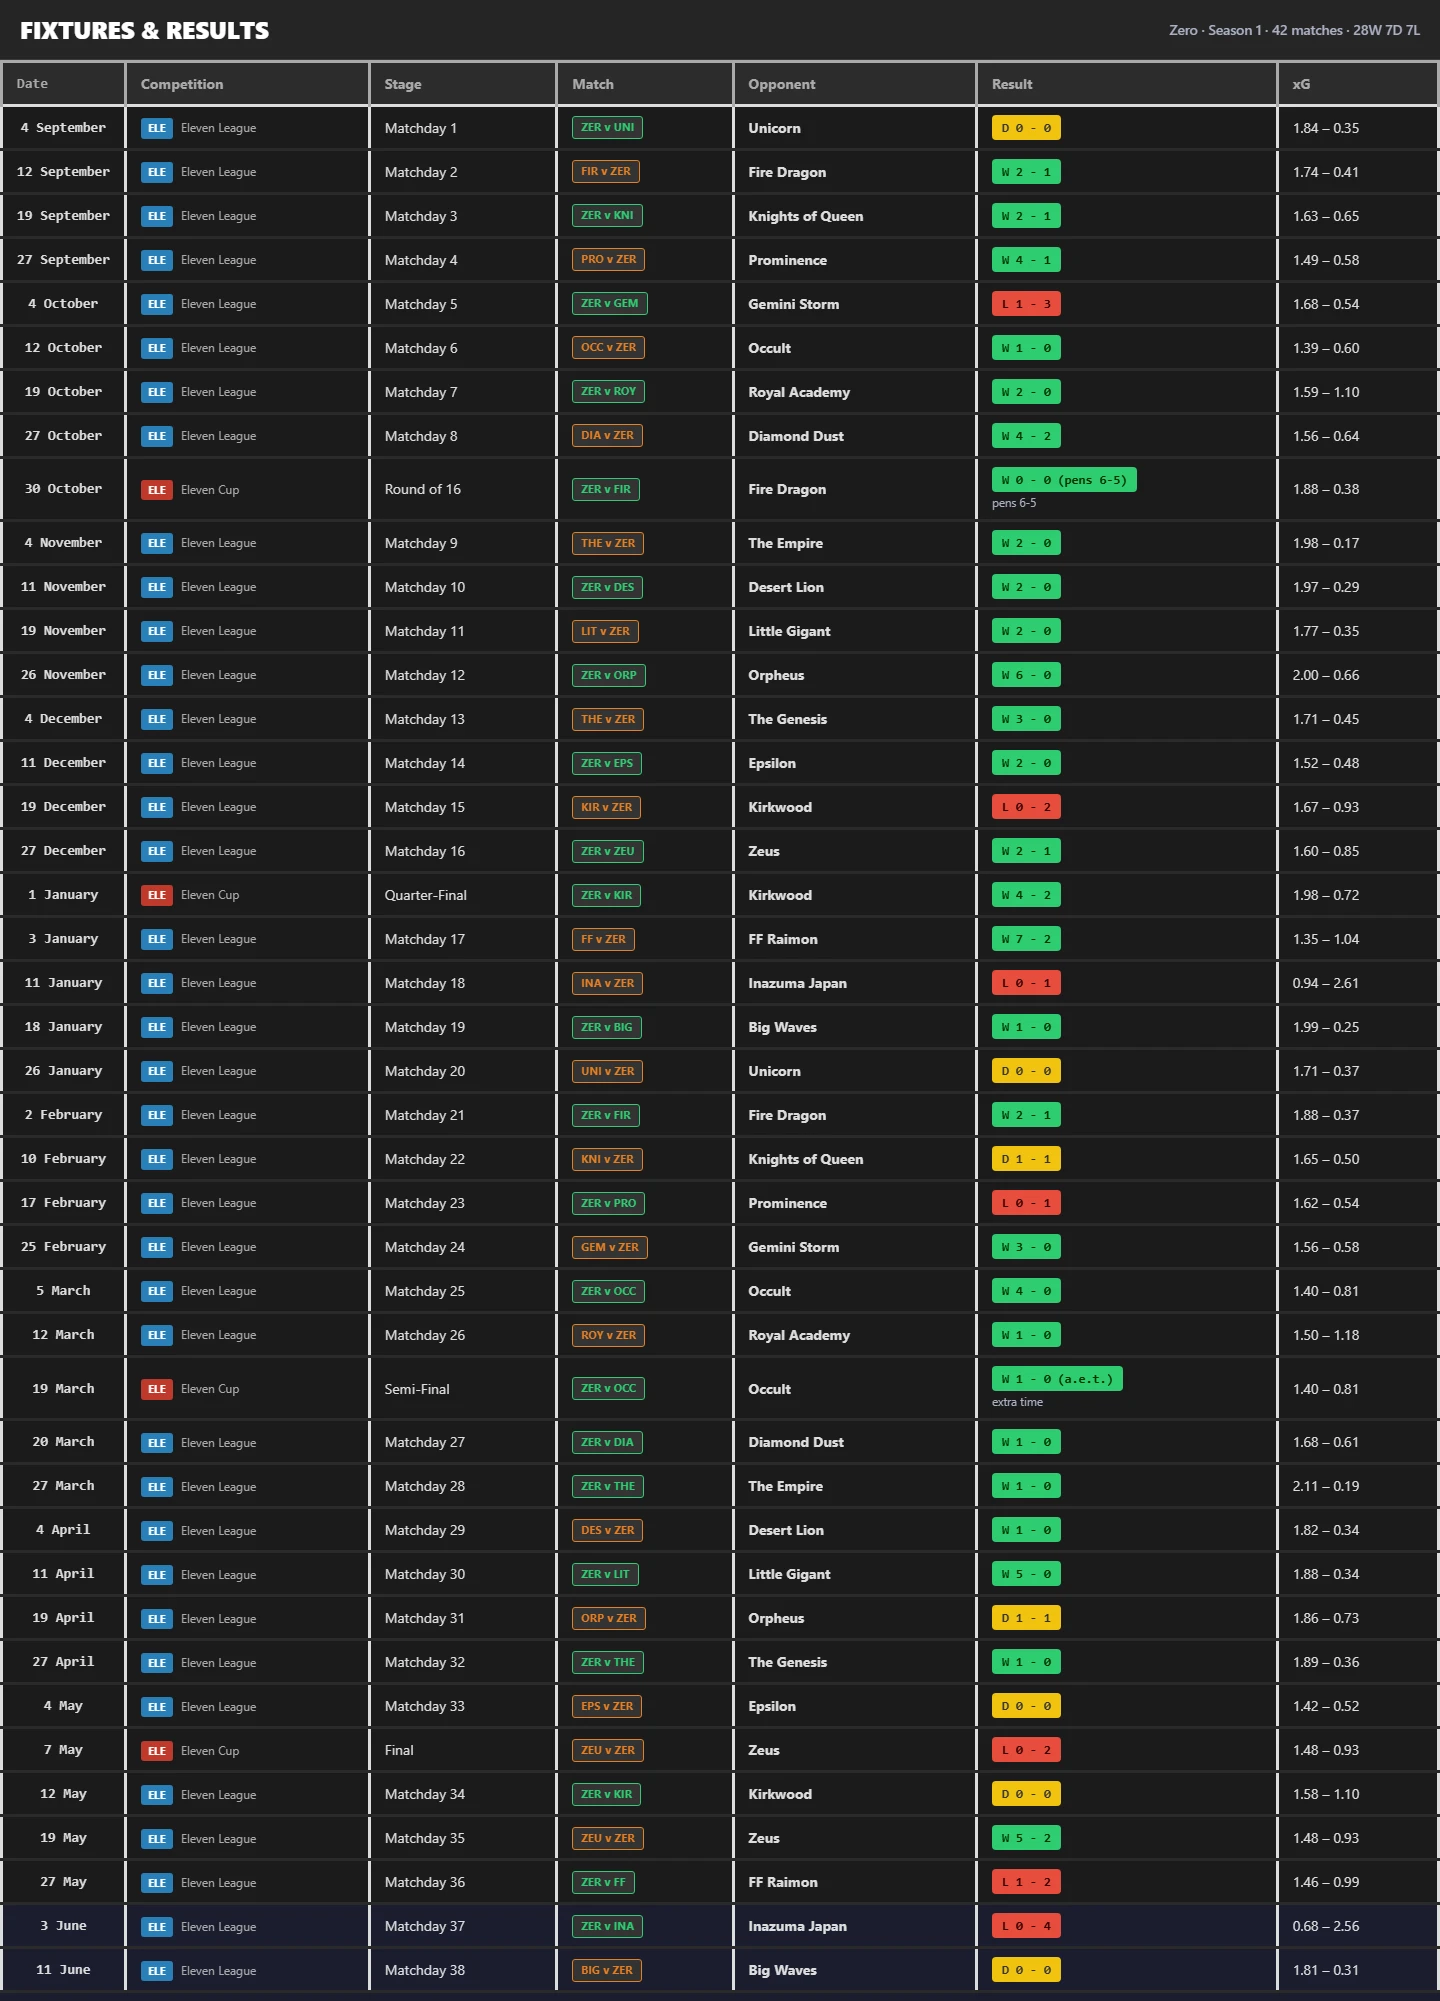 FIXTURES & RESULTS
Zero · Season 1 · 42 matches · 28W 7D 7L
Date Competition Stage Match Opponent Result xG
4 September ELE Eleven League Matchday 1 ZER v UNI Unicorn D 0 - 0 1.84 – 0.35
12 September ELE Eleven League Matchday 2 FIR v ZER Fire Dragon W 2 - 1 1.74 – 0.41
19 September ELE Eleven League Matchday 3 ZER v KNI Knights of Queen W 2 - 1 1.63 – 0.65
27 September ELE Eleven League Matchday 4 PRO v ZER Prominence W 4 - 1 1.49 – 0.58
4 October ELE Eleven League Matchday 5 ZER v GEM Gemini Storm L 1 - 3 1.68 – 0.54
12 October ELE Eleven League Matchday 6 OCC v ZER Occult W 1 - 0 1.39 – 0.60
19 October ELE Eleven League Matchday 7 ZER v ROY Royal Academy W 2 - 0 1.59 – 1.10
27 October ELE Eleven League Matchday 8 DIA v ZER Diamond Dust W 4 - 2 1.56 – 0.64
30 October ELE Eleven Cup Round of 16 ZER v FIR Fire Dragon W 0 - 0 (pens 6-5) 1.88 – 0.38
pens 6-5
4 November ELE Eleven League Matchday 9 THE v ZER The Empire W 2 - 0 1.98 – 0.17
11 November ELE Eleven League Matchday 10 ZER v DES Desert Lion W 2 - 0 1.97 – 0.29
19 November ELE Eleven League Matchday 11 LIT v ZER Little Gigant W 2 - 0 1.77 – 0.35
26 November ELE Eleven League Matchday 12 ZER v ORP Orpheus W 6 - 0 2.00 – 0.66
4 December ELE Eleven League Matchday 13 THE v ZER The Genesis W 3 - 0 1.71 – 0.45
11 December ELE Eleven League Matchday 14 ZER v EPS Epsilon W 2 - 0 1.52 – 0.48
19 December ELE Eleven League Matchday 15 KIR v ZER Kirkwood L 0 - 2 1.67 – 0.93
27 December ELE Eleven League Matchday 16 ZER v ZEU Zeus W 2 - 1 1.60 – 0.85
1 January ELE Eleven Cup Quarter-Final ZER v KIR Kirkwood W 4 - 2 1.98 – 0.72
3 January ELE Eleven League Matchday 17 FF v ZER FF Raimon W 7 - 2 1.35 – 1.04
11 January ELE Eleven League Matchday 18 INA v ZER Inazuma Japan L 0 - 1 0.94 – 2.61
18 January ELE Eleven League Matchday 19 ZER v BIG Big Waves W 1 - 0 1.99 – 0.25
26 January ELE Eleven League Matchday 20 UNI v ZER Unicorn D 0 - 0 1.71 – 0.37
2 February ELE Eleven League Matchday 21 ZER v FIR Fire Dragon W 2 - 1 1.88 – 0.37
10 February ELE Eleven League Matchday 22 KNI v ZER Knights of Queen D 1 - 1 1.65 – 0.50
17 February ELE Eleven League Matchday 23 ZER v PRO Prominence L 0 - 1 1.62 – 0.54
25 February ELE Eleven League Matchday 24 GEM v ZER Gemini Storm W 3 - 0 1.56 – 0.58
5 March ELE Eleven League Matchday 25 ZER v OCC Occult W 4 - 0 1.40 – 0.81
12 March ELE Eleven League Matchday 26 ROY v ZER Royal Academy W 1 - 0 1.50 – 1.18
19 March ELE Eleven Cup Semi-Final ZER v OCC Occult W 1 - 0 (a.e.t.) 1.40 – 0.81
extra time
20 March ELE Eleven League Matchday 27 ZER v DIA Diamond Dust W 1 - 0 1.68 – 0.61
27 March ELE Eleven League Matchday 28 ZER v THE The Empire W 1 - 0 2.11 – 0.19
4 April ELE Eleven League Matchday 29 DES v ZER Desert Lion W 1 - 0 1.82 – 0.34
11 April ELE Eleven League Matchday 30 ZER v LIT Little Gigant W 5 - 0 1.88 – 0.34
19 April ELE Eleven League Matchday 31 ORP v ZER Orpheus D 1 - 1 1.86 – 0.73
27 April ELE Eleven League Matchday 32 ZER v THE The Genesis W 1 - 0 1.89 – 0.36
4 May ELE Eleven League Matchday 33 EPS v ZER Epsilon D 0 - 0 1.42 – 0.52
7 May ELE Eleven Cup Final ZEU v ZER Zeus L 0 - 2 1.48 – 0.93
12 May ELE Eleven League Matchday 34 ZER v KIR Kirkwood D 0 - 0 1.58 – 1.10
19 May ELE Eleven League Matchday 35 ZEU v ZER Zeus W 5 - 2 1.48 – 0.93
27 May ELE Eleven League Matchday 36 ZER v FF FF Raimon L 1 - 2 1.46 – 0.99
3 June ELE Eleven League Matchday 37 ZER v INA Inazuma Japan L 0 - 4 0.68 – 2.56
11 June ELE Eleven League Matchday 38 BIG v ZER Big Waves D 0 - 0 1.81 – 0.31